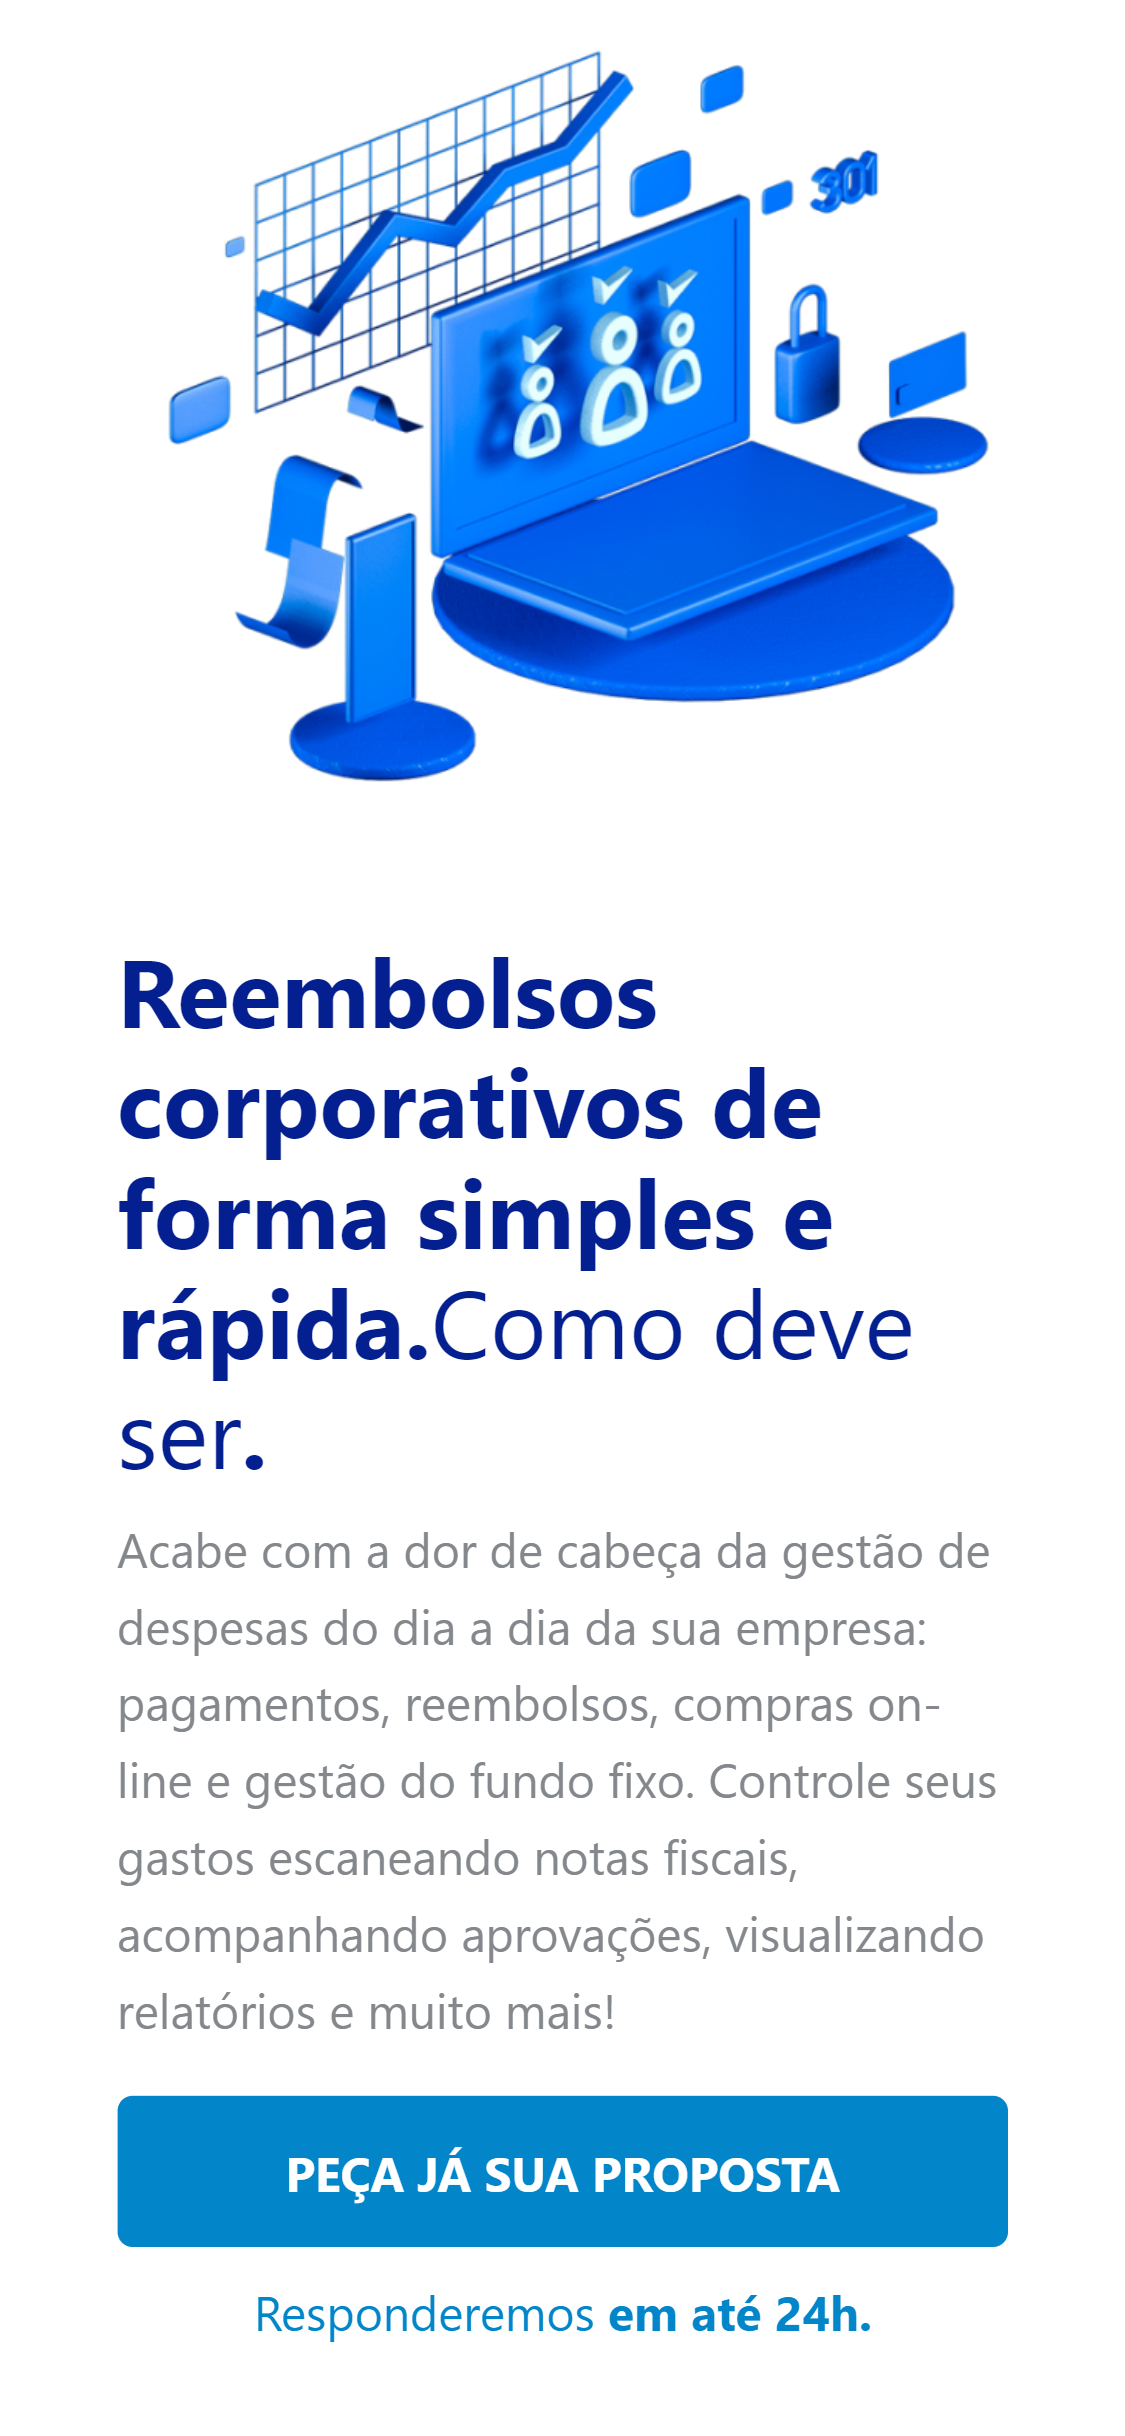 301
Reembolsos
corporativos de
forma simples e
rápida.Como deve
ser.
Acabe com a dor de cabeça da gestão de
despesas do dia a dia da sua empresa:
pagamentos, reembolsos, compras on-
line e gestão do fundo fixo. Controle seus
gastos escaneando notas fiscais,
acompanhando aprovações, visualizando
relatórios e muito mais!
PEÇA JÁ SUA PROPOSTA
Responderemos em até 24h.